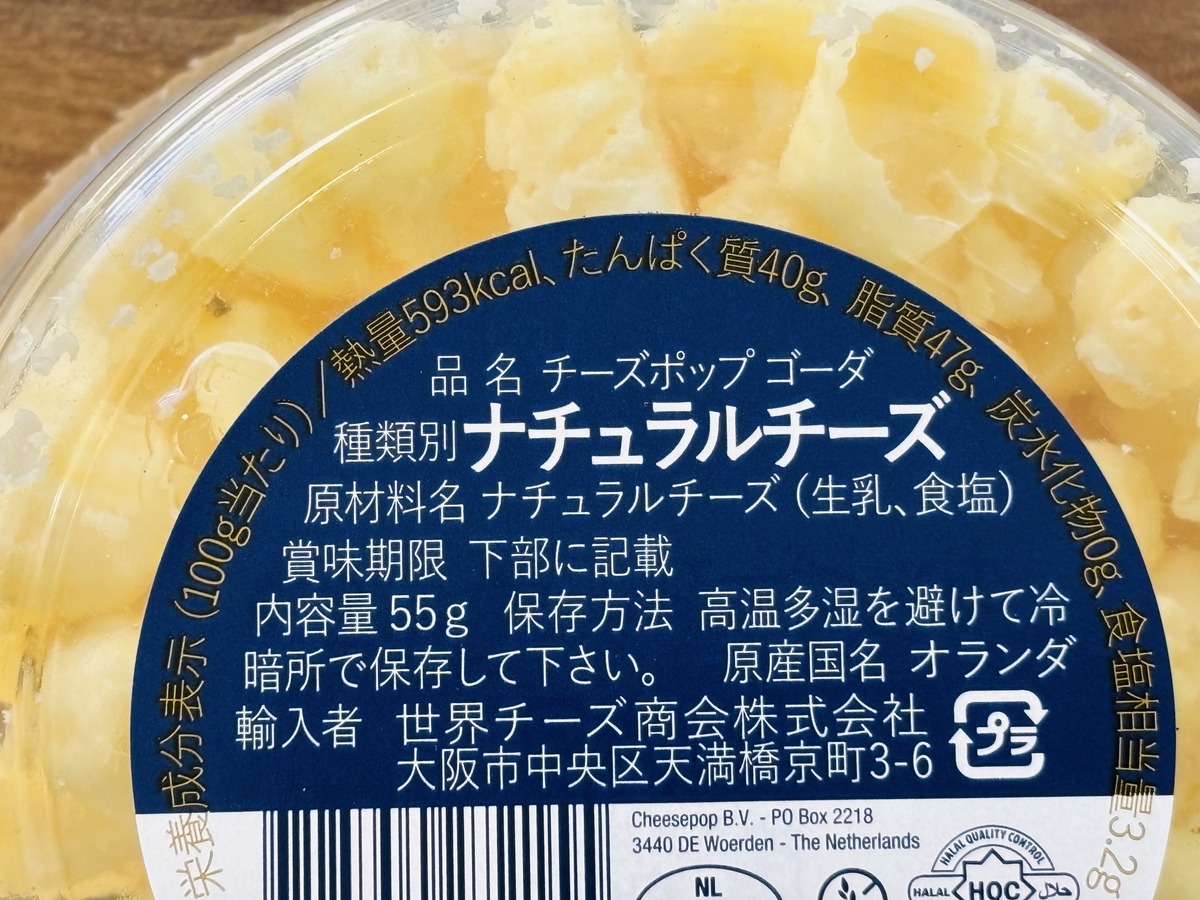 栄養成分表示(100g当たり)／熱量593kcal、たんぱく質40g、脂質47g、炭水化物0g、食塩相当量3.2g
品名 チーズポップ ゴーダ
種類別 ナチュラルチーズ
原材料名 ナチュラルチーズ(生乳、食塩)
賞味期限 下部に記載
内容量 55g 保存方法 高温多湿を避けて冷
暗所で保存して下さい。 原産国名 オランダ
輸入者 世界チーズ商会株式会社
大阪市中央区天満橋京町3-6
プラ
Cheesepop B.V. - PO Box 2218
3440 DE Woerden - The Netherlands
NL
HALAL QUALITY CONTROL
HALAL HQC حلال